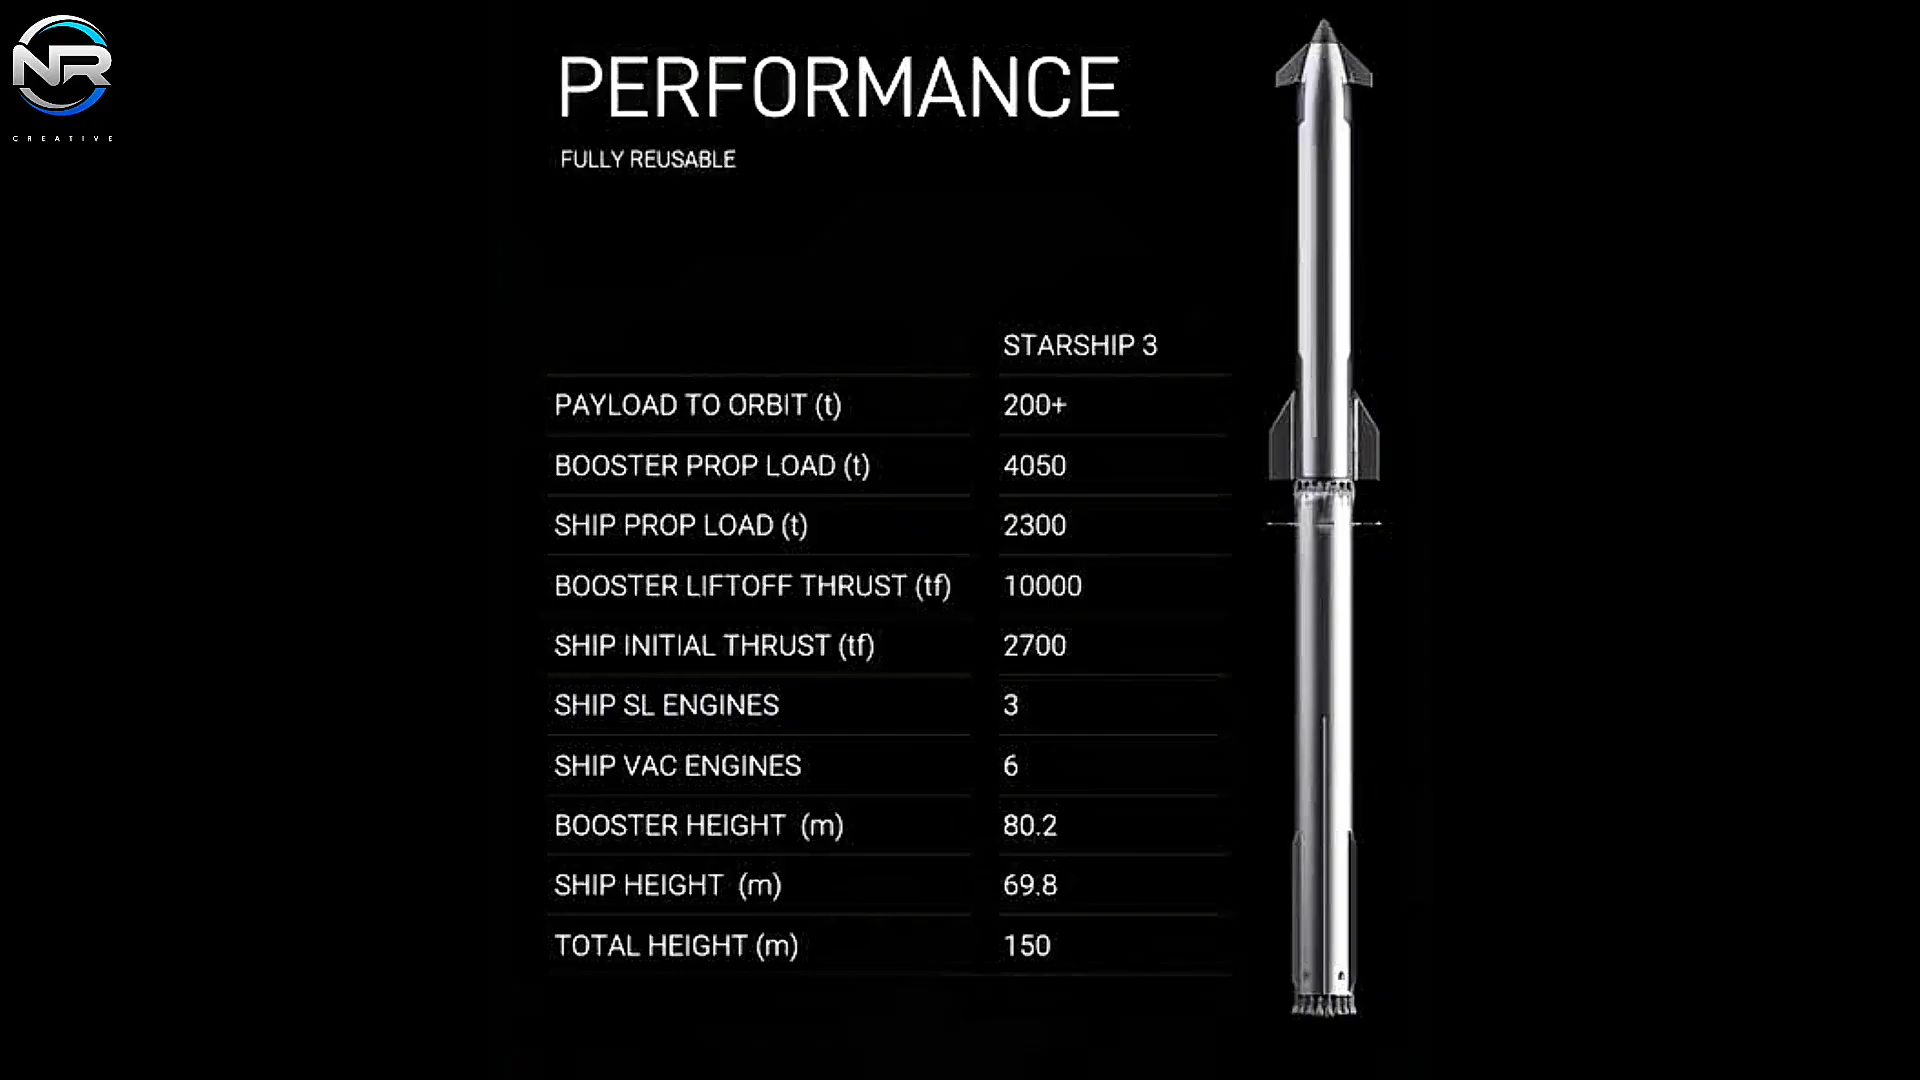 NR
CREATIVE
PERFORMANCE
FULLY REUSABLE
STARSHIP 3
PAYLOAD TO ORBIT (t) 200+
BOOSTER PROP LOAD (t) 4050
SHIP PROP LOAD (t) 2300
BOOSTER LIFTOFF THRUST (tf) 10000
SHIP INITIAL THRUST (tf) 2700
SHIP SL ENGINES 3
SHIP VAC ENGINES 6
BOOSTER HEIGHT (m) 80.2
SHIP HEIGHT (m) 69.8
TOTAL HEIGHT (m) 150